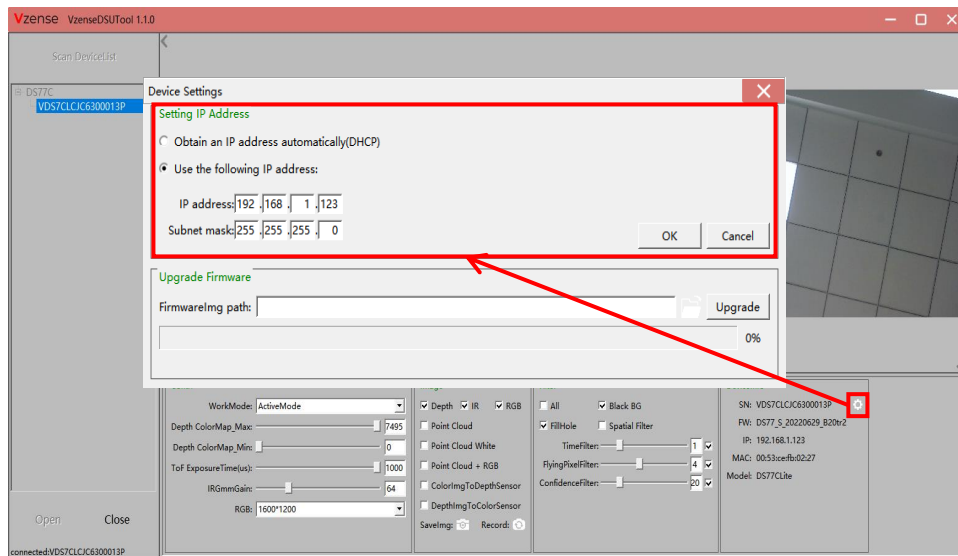 Vzense VzenseDSUTool 1.1.0
Scan DeviceList
DS77C
VDS7CLCJC6300013P
Device Settings
Setting IP Address
Obtain an IP address automatically(DHCP)
Use the following IP address:
IP address: 192 . 168 . 1 . 123
Subnet mask: 255 . 255 . 255 . 0
OK Cancel
Upgrade Firmware
FirmwareImg path: Upgrade
0%
WorkMode: ActiveMode
Depth ColorMap_Max: 7495
Depth ColorMap_Min: 0
ToF ExposureTime(us): 1000
IRGmmGain: 64
RGB: 1600*1200
Depth IR RGB
Point Cloud
Point Cloud White
Point Cloud + RGB
ColorImgToDepthSensor
DepthImgToColorSensor
SaveImg: Record:
All Black BG
FillHole Spatial Filter
TimeFilter: 1
FlyingPixelFilter: 4
ConfidenceFilter: 20
SN: VDS7CLCJC6300013P
FW: DS77_S_20220629_B20tr2
IP: 192.168.1.123
MAC: 00:53:ce:fb:02:27
Model: DS77CLite
Open Close
connected:VDS7CLCJC6300013P